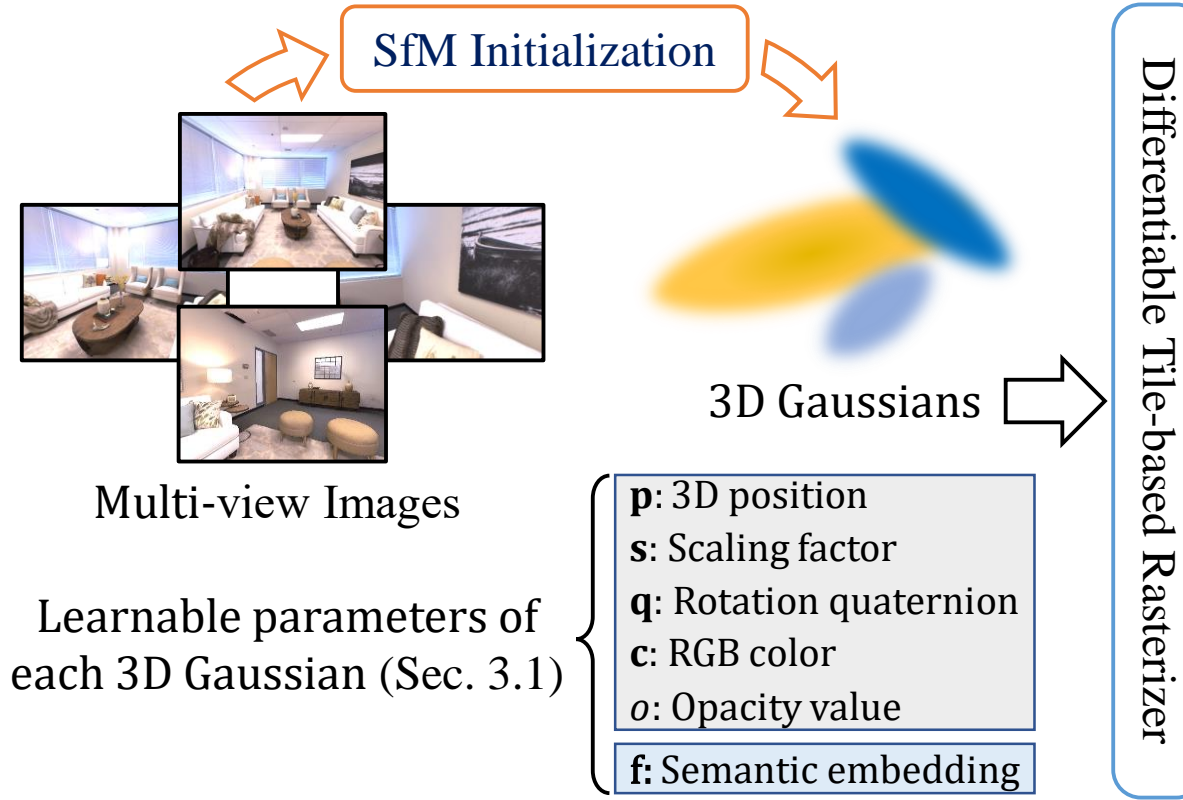 SfM Initialization
Multi-view Images
3D Gaussians
Differentiable Tile-based Rasterizer
Learnable parameters of
each 3D Gaussian (Sec. 3.1)
p: 3D position
s: Scaling factor
q: Rotation quaternion
c: RGB color
o: Opacity value
f: Semantic embedding